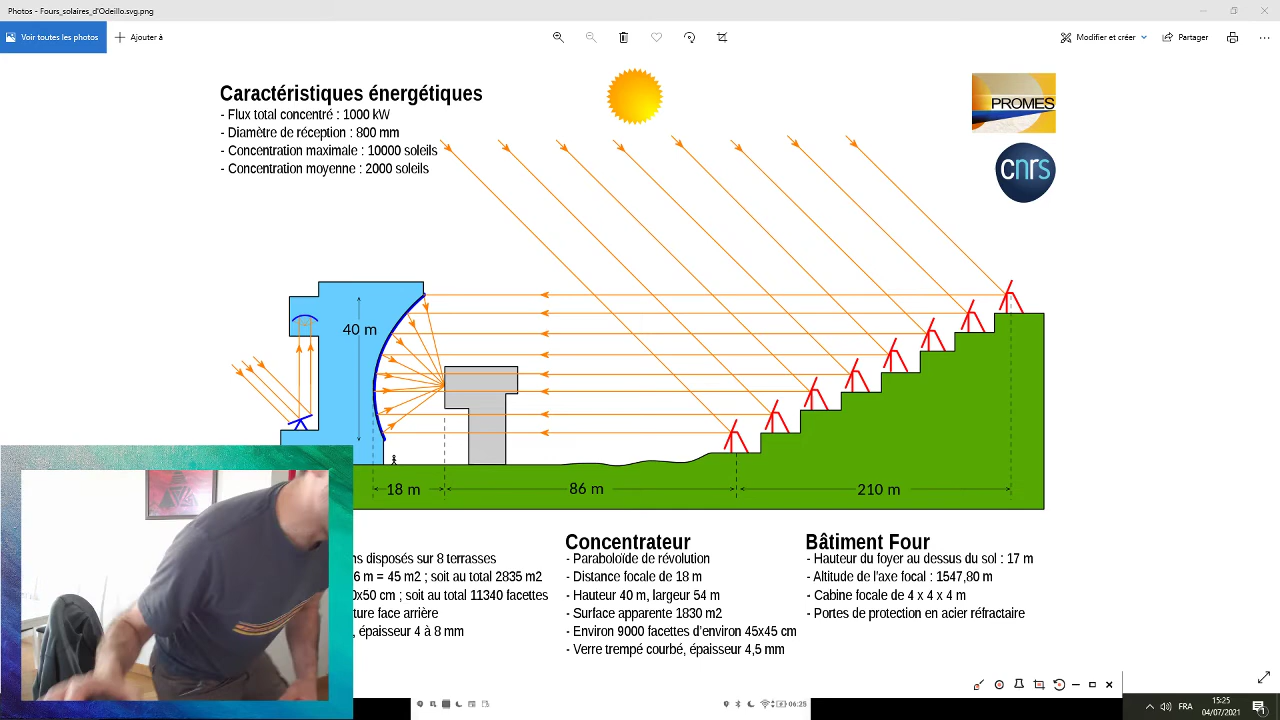 Photos - Fours_solaires_d'Odeillo.svg.png
Voir toutes les photos
Ajouter à
Modifier et créer
Partager
Caractéristiques énergétiques
- Flux total concentré : 1000 kW
- Diamètre de réception : 800 mm
- Concentration maximale : 10000 soleils
- Concentration moyenne : 2000 soleils
PROMES
cnrs
40 m
18 m
86 m
210 m
ns disposés sur 8 terrasses
6 m = 45 m2 ; soit au total 2835 m2
0x50 cm ; soit au total 11340 facettes
ture face arrière
, épaisseur 4 à 8 mm
Concentrateur
- Paraboloïde de révolution
- Distance focale de 18 m
- Hauteur 40 m, largeur 54 m
- Surface apparente 1830 m2
- Environ 9000 facettes d'environ 45x45 cm
- Verre trempé courbé, épaisseur 4,5 mm
Bâtiment Four
- Hauteur du foyer au dessus du sol : 17 m
- Altitude de l'axe focal : 1547,80 m
- Cabine focale de 4 x 4 x 4 m
- Portes de protection en acier réfractaire
06:25
FRA
15:25
04/07/2021